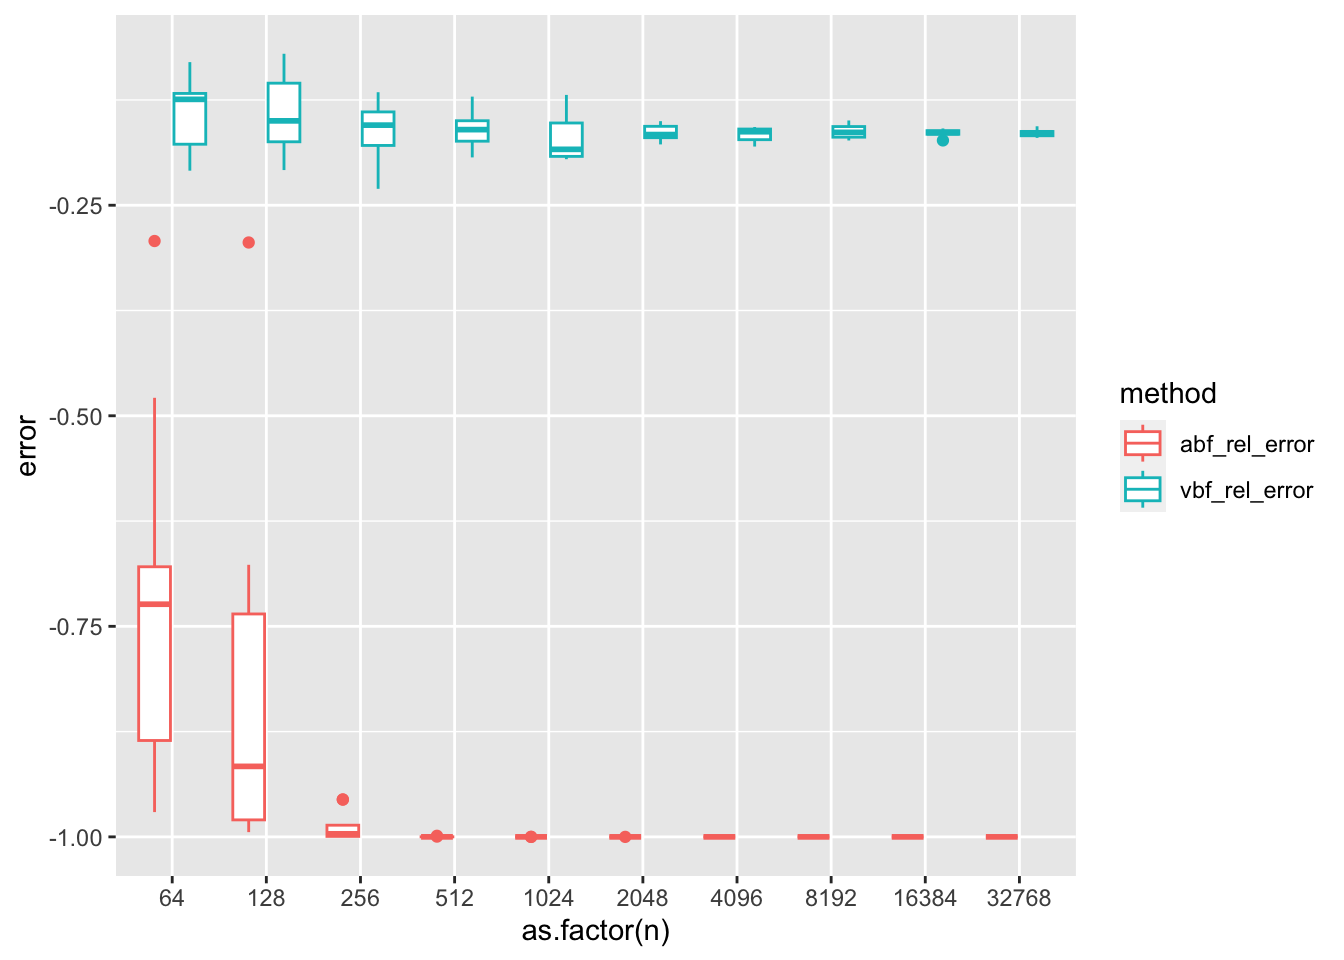 error
-0.25
-0.50
-0.75
-1.00
64 128 256 512 1024 2048 4096 8192 16384 32768
as.factor(n)
method
abf_rel_error
vbf_rel_error